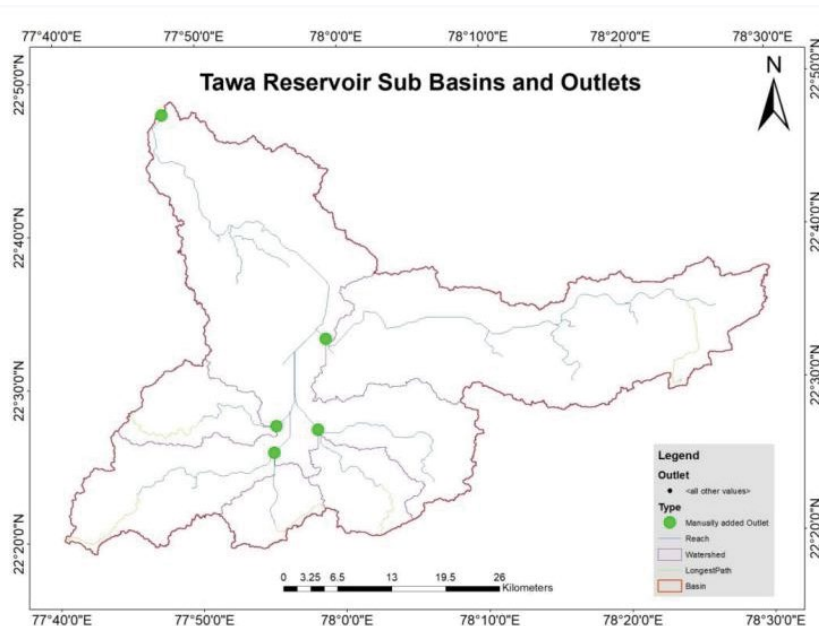 77°40'0"E 77°50'0"E 78°0'0"E 78°10'0"E 78°20'0"E 78°30'0"E
Tawa Reservoir Sub Basins and Outlets
N
22°50'0"N 22°50'0"N
22°40'0"N 22°40'0"N
22°30'0"N 22°30'0"N
22°20'0"N 22°20'0"N
Legend
Outlet
<all other values>
Type
Manually added Outlet
Reach
Watershed
LongestPath
Basin
0 3.25 6.5 13 19.5 26
Kilometers
77°40'0"E 77°50'0"E 78°0'0"E 78°10'0"E 78°20'0"E 78°30'0"E